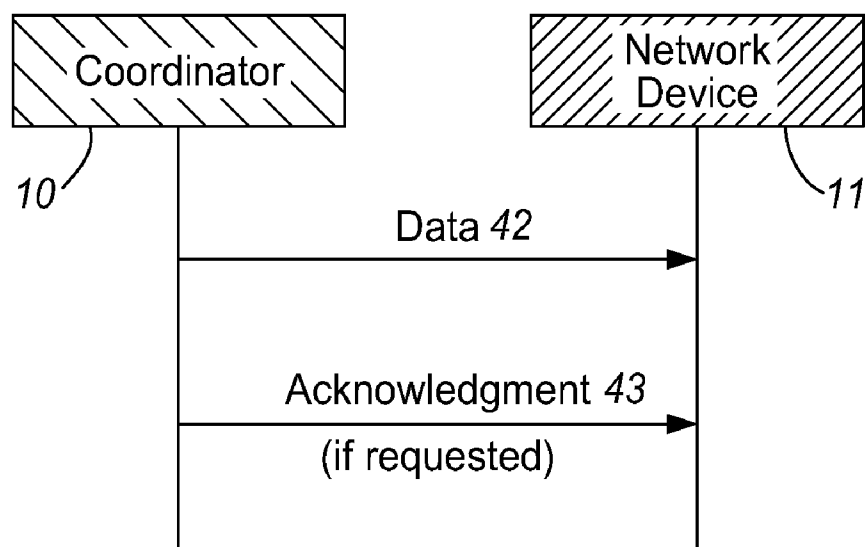 Coordinator
Network
Device
10
11
Data 42
Acknowledgment 43
(if requested)